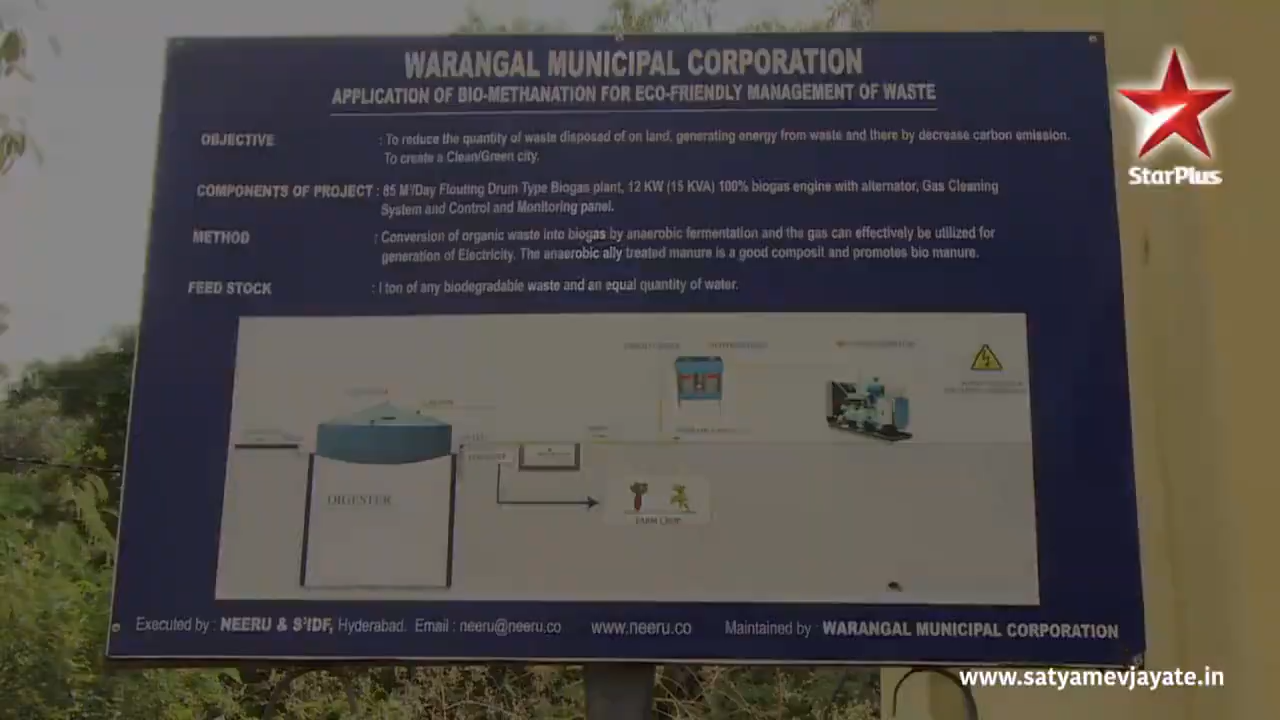 WARANGAL MUNICIPAL CORPORATION
APPLICATION OF BIO-METHANATION FOR ECO-FRIENDLY MANAGEMENT OF WASTE
OBJECTIVE : To reduce the quantity of waste disposed of on land, generating energy from waste and there by decrease carbon emission.
To create a Clean/Green city.
COMPONENTS OF PROJECT : 85 M³/Day Flouting Drum Type Biogas plant, 12 KW (15 KVA) 100% biogas engine with alternator, Gas Cleaning
System and Control and Monitoring panel.
METHOD : Conversion of organic waste into biogas by anaerobic fermentation and the gas can effectively be utilized for
generation of Electricity. The anaerobic ally treated manure is a good composit and promotes bio manure.
FEED STOCK : I ton of any biodegradable waste and an equal quantity of water.
DIGESTER
FARM CROP
Executed by : NEERU & S³IDF, Hyderabad. Email : neeru@neeru.co www.neeru.co Maintained by : WARANGAL MUNICIPAL CORPORATION
StarPlus
www.satyamevjayate.in